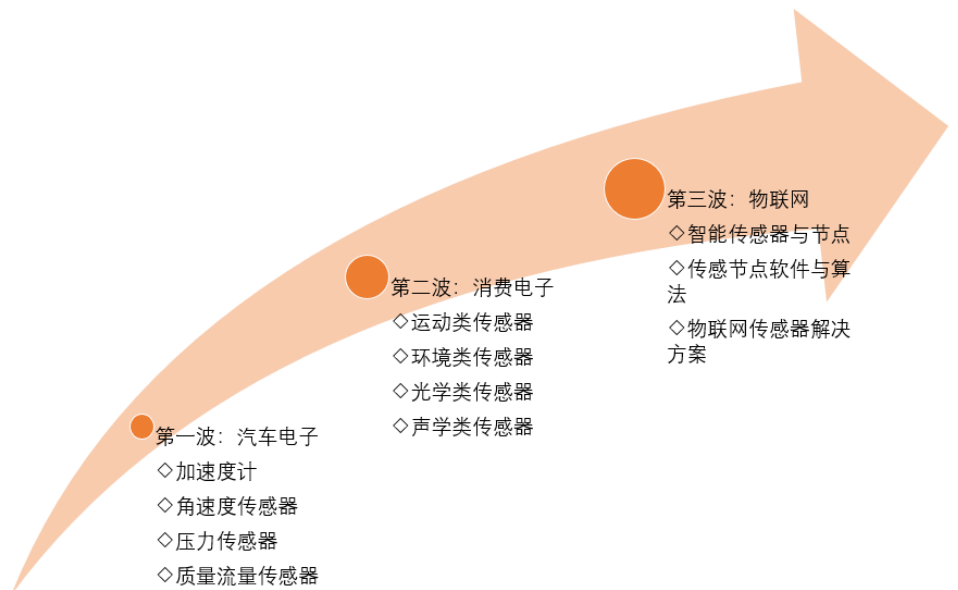 第三波：物联网
◇智能传感器与节点
◇传感节点软件与算
法
◇物联网传感器解决
方案
第二波：消费电子
◇运动类传感器
◇环境类传感器
◇光学类传感器
◇声学类传感器
第一波：汽车电子
◇加速度计
◇角速度传感器
◇压力传感器
◇质量流量传感器